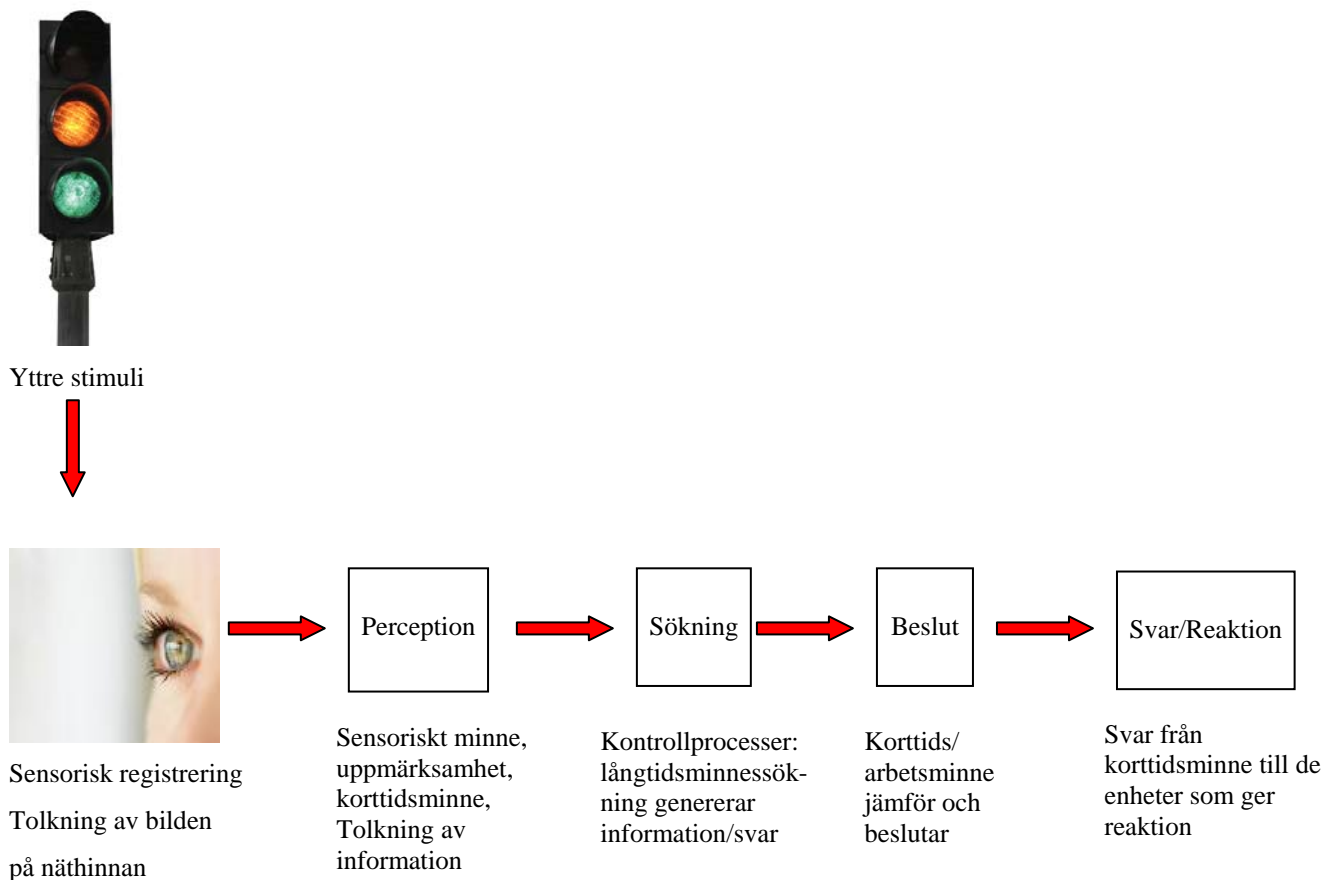 Yttre stimuli
Perception
Sökning
Beslut
Svar/Reaktion
Sensorisk registrering
Tolkning av bilden
på näthinnan
Sensoriskt minne,
uppmärksamhet,
korttidsminne,
Tolkning av
information
Kontrollprocesser:
långtidsminnessök-
ning genererar
information/svar
Korttids/
arbetsminne
jämför och
beslutar
Svar från
korttidsminne till de
enheter som ger
reaktion